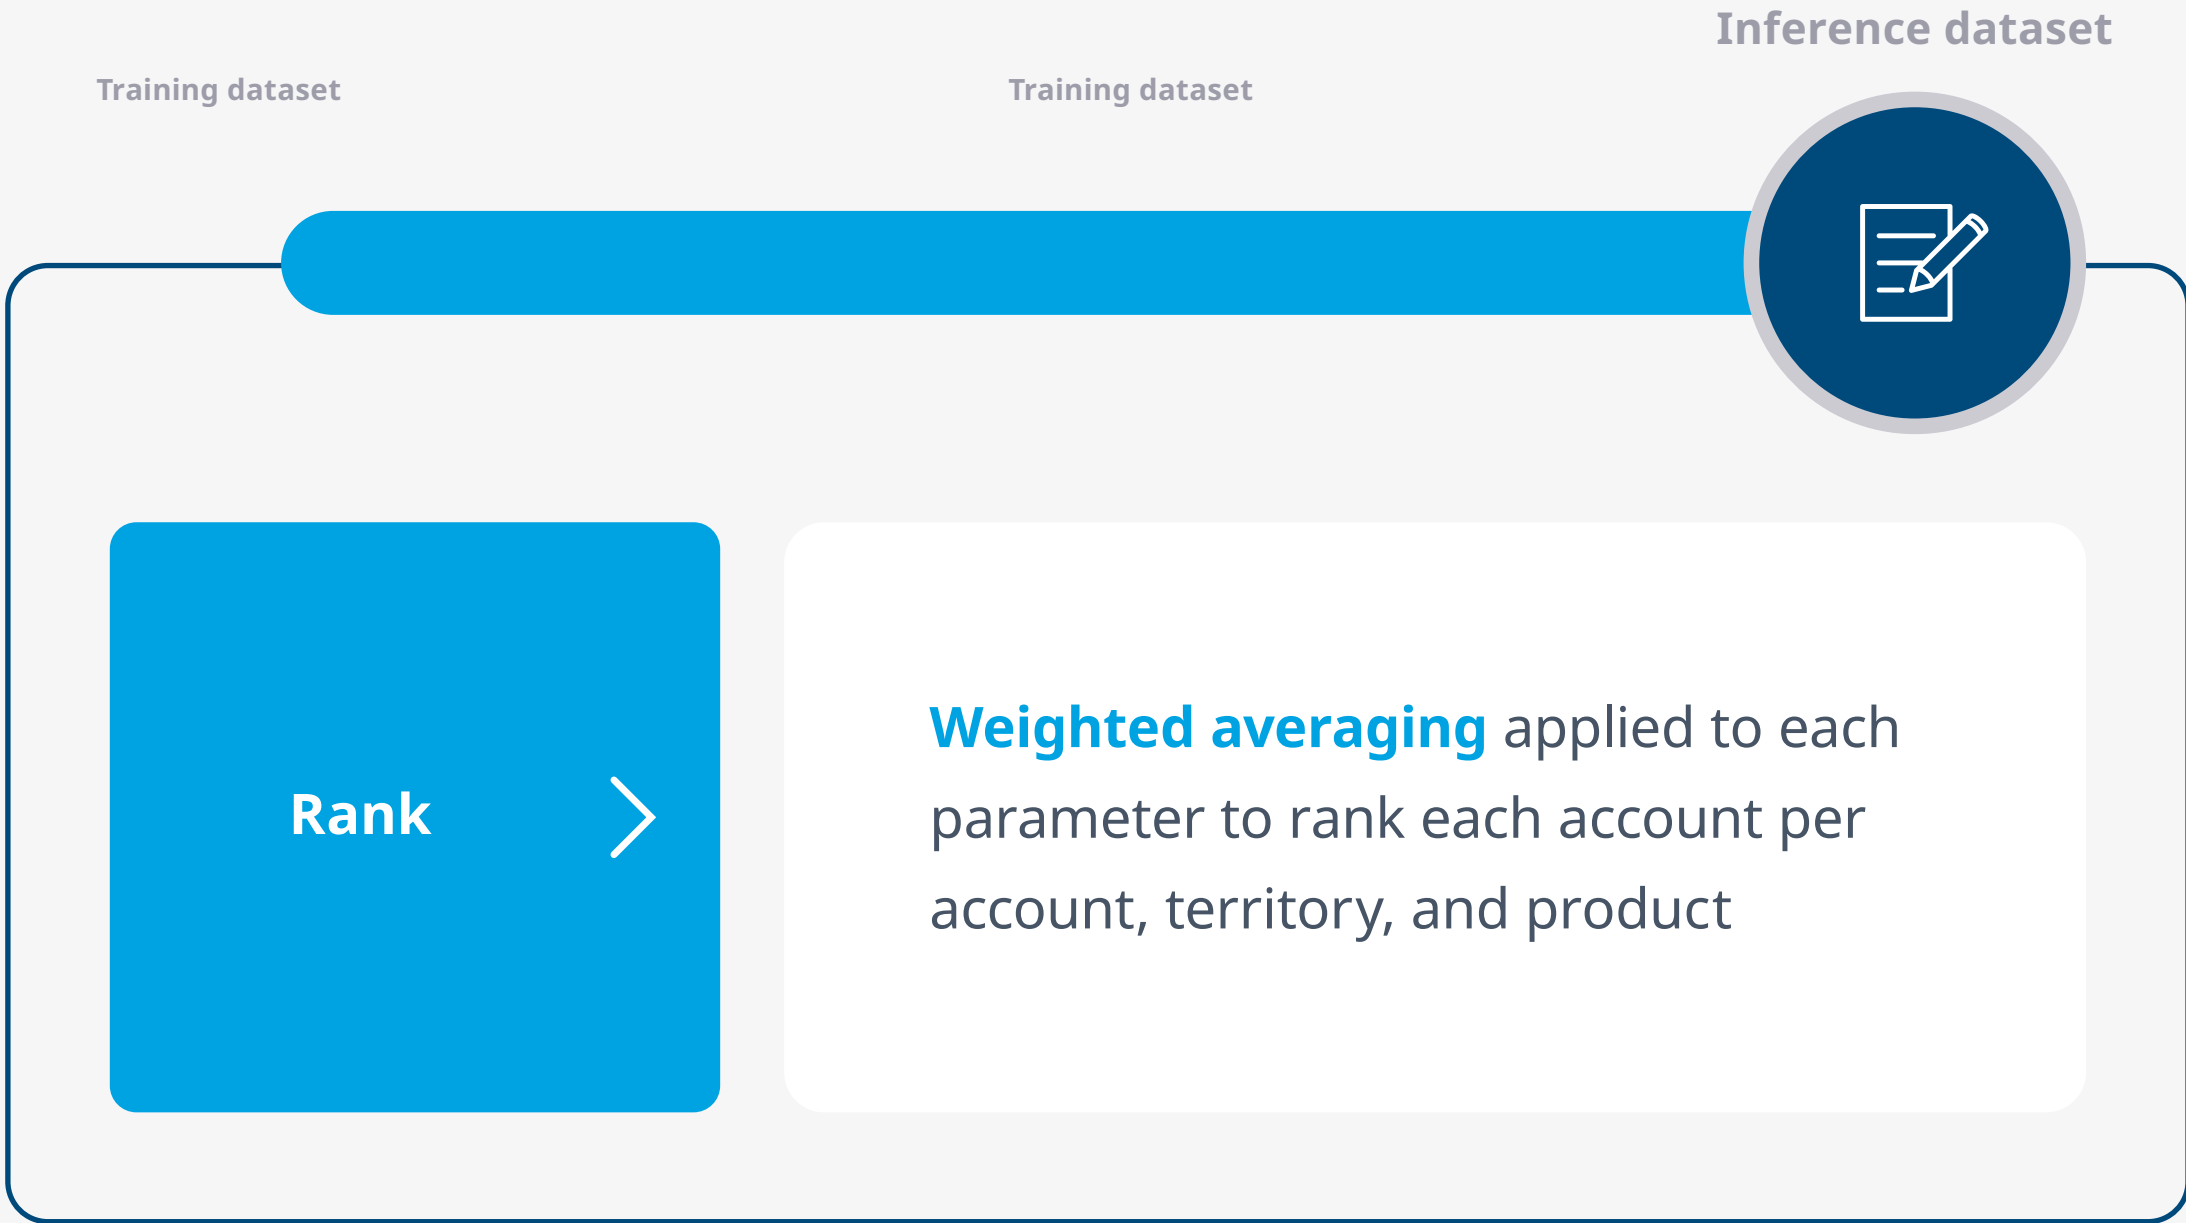 Inference dataset
Training dataset
Training dataset
Rank
Weighted averaging applied to each
parameter to rank each account per
account, territory, and product